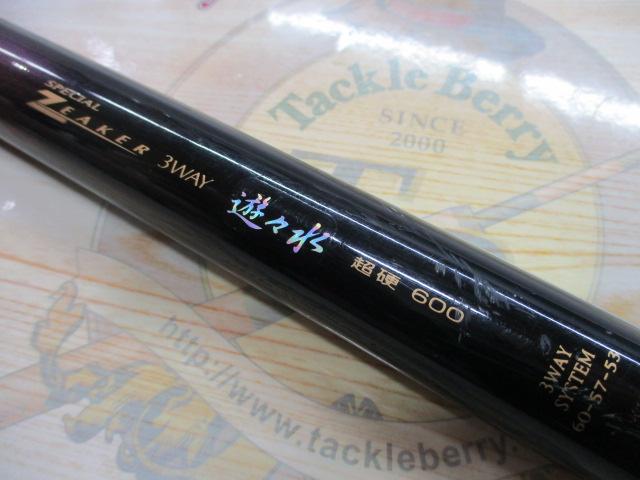 Tackle Berry
SINCE
2000
SPECIAL
ZEAKER 3WAY
遊々水
超硬 600
3WAY
SYSTEM
60-57-53
http://www.tackleberry.